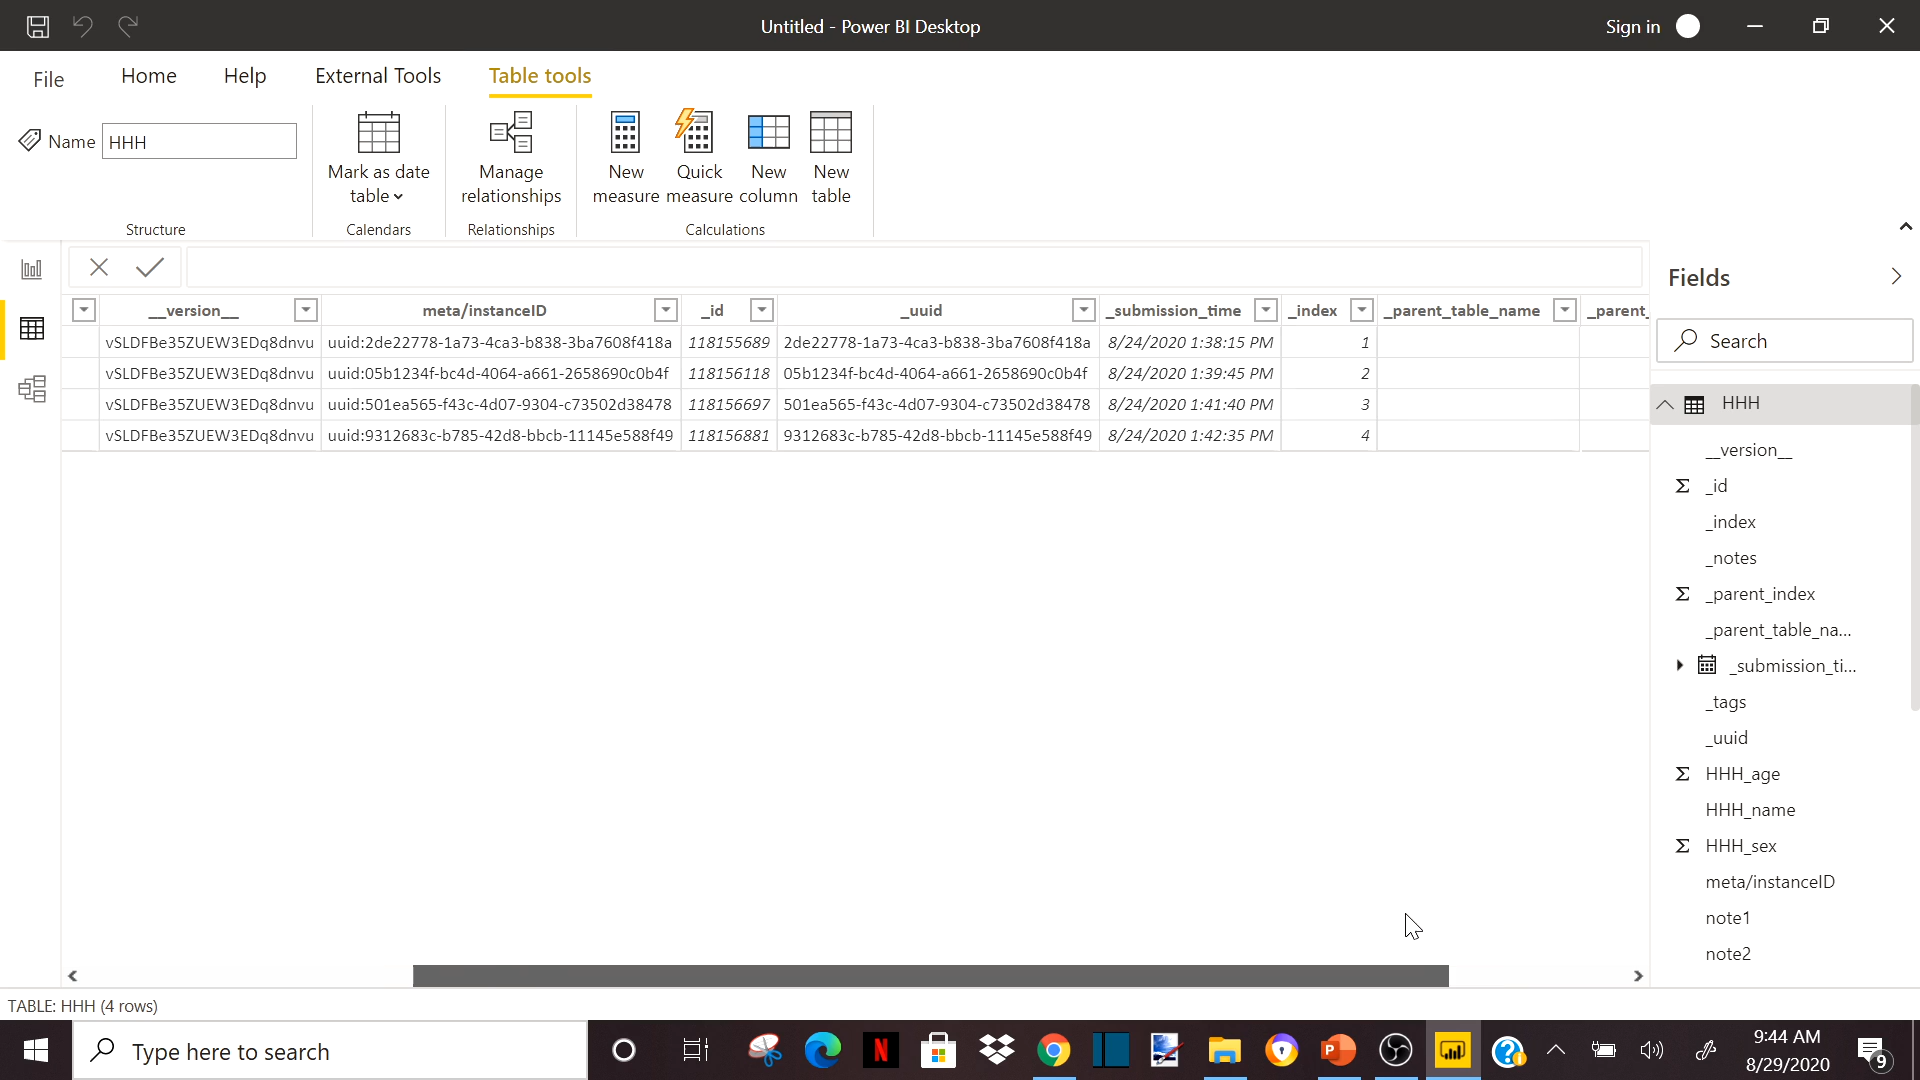 Untitled - Power BI Desktop
Sign in
File
Home
Help
External Tools
Table tools
Name
HHH
Structure
Mark as date
table
Calendars
Manage
relationships
Relationships
New
measure
Quick
measure
New
column
New
table
Calculations
__version__ meta/instanceID _id _uuid _submission_time _index _parent_table_name _parent_
vSLDFBe35ZUEW3EDq8dnvu uuid:2de22778-1a73-4ca3-b838-3ba7608f418a 118155689 2de22778-1a73-4ca3-b838-3ba7608f418a 8/24/2020 1:38:15 PM 1
vSLDFBe35ZUEW3EDq8dnvu uuid:05b1234f-bc4d-4064-a661-2658690c0b4f 118156118 05b1234f-bc4d-4064-a661-2658690c0b4f 8/24/2020 1:39:45 PM 2
vSLDFBe35ZUEW3EDq8dnvu uuid:501ea565-f43c-4d07-9304-c73502d38478 118156697 501ea565-f43c-4d07-9304-c73502d38478 8/24/2020 1:41:40 PM 3
vSLDFBe35ZUEW3EDq8dnvu uuid:9312683c-b785-42d8-bbcb-11145e588f49 118156881 9312683c-b785-42d8-bbcb-11145e588f49 8/24/2020 1:42:35 PM 4
Fields
Search
HHH
__version__
Σ _id
_index
_notes
Σ _parent_index
_parent_table_na...
_submission_ti...
_tags
_uuid
Σ HHH_age
HHH_name
Σ HHH_sex
meta/instanceID
note1
note2
TABLE: HHH (4 rows)
Type here to search
9:44 AM
8/29/2020
9